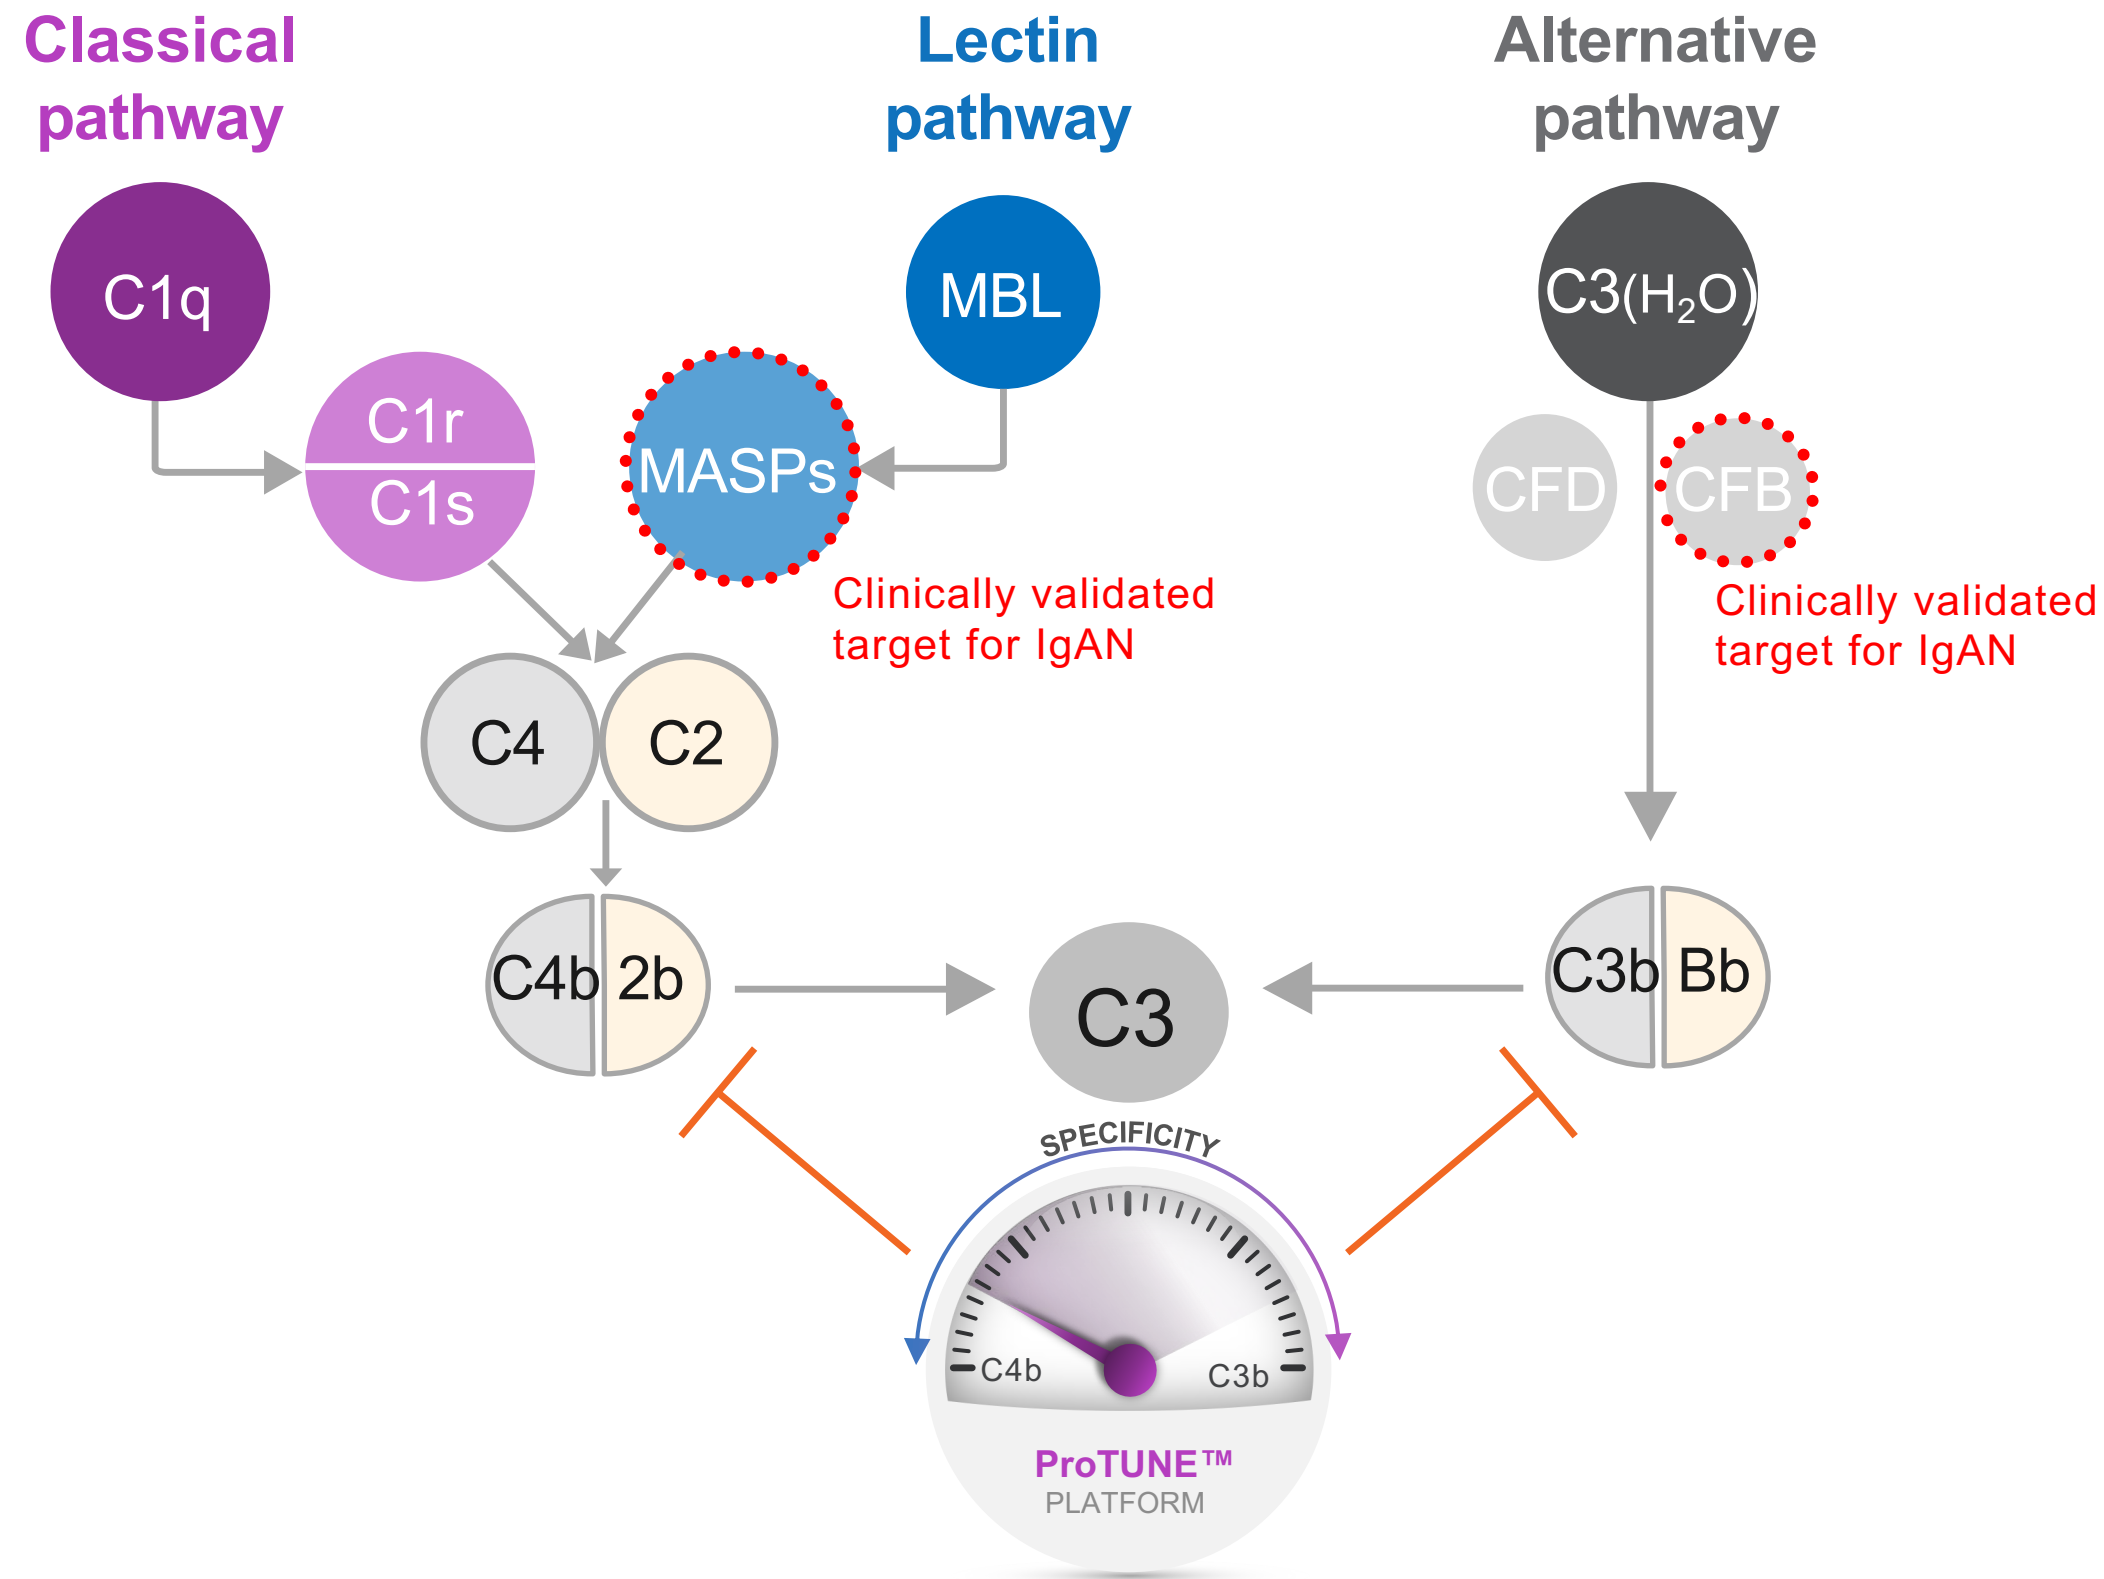 Classical
pathway
Lectin
pathway
Alternative
pathway
C1q
MBL
C3(H₂O)
C1r
C1s
MASPs
CFD
CFB
Clinically validated
target for IgAN
Clinically validated
target for IgAN
C4
C2
C4b
2b
C3
C3b
Bb
SPECIFICITY
C4b
C3b
ProTUNE™
PLATFORM